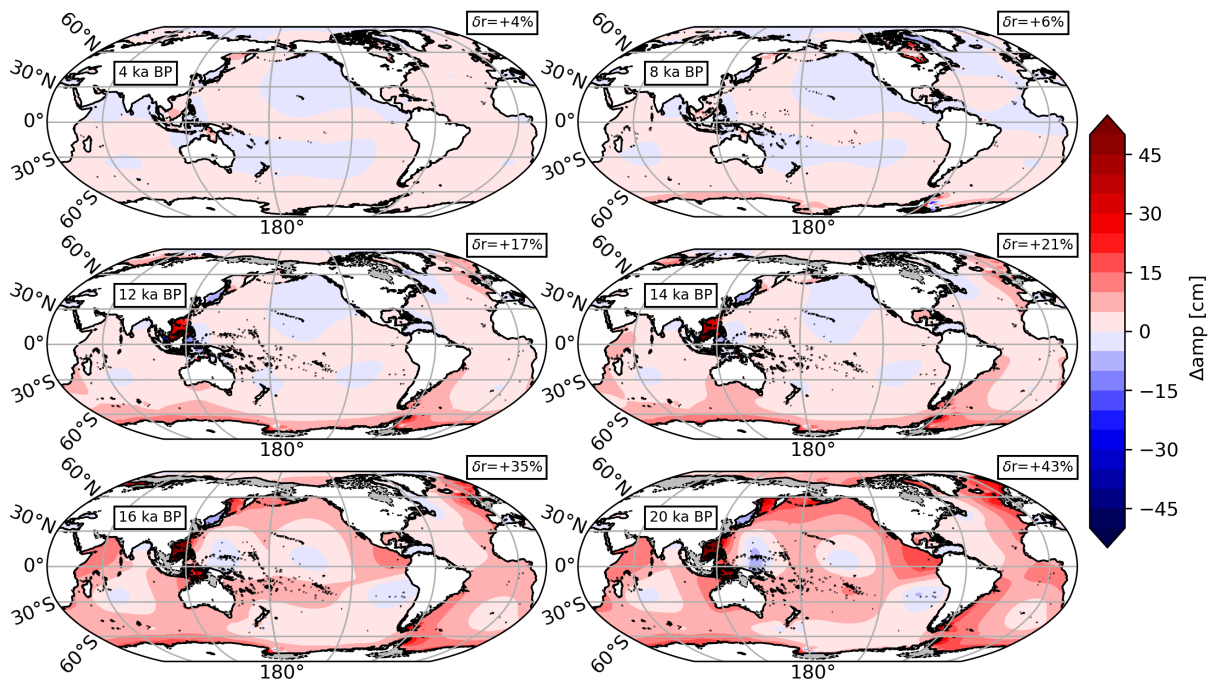 δr=+4%
δr=+6%
4 ka BP
8 ka BP
60°N
30°N
0°
30°S
60°S
180°
60°N
30°N
0°
30°S
60°S
180°
δr=+17%
δr=+21%
12 ka BP
14 ka BP
60°N
30°N
0°
30°S
60°S
180°
60°N
30°N
0°
30°S
60°S
180°
δr=+35%
δr=+43%
16 ka BP
20 ka BP
60°N
30°N
0°
30°S
60°S
180°
60°N
30°N
0°
30°S
60°S
180°
45
30
15
0
−15
−30
−45
Δamp [cm]